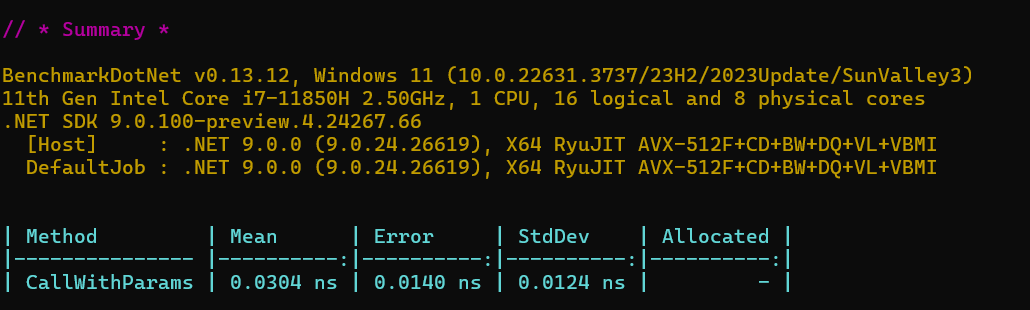 // * Summary *
BenchmarkDotNet v0.13.12, Windows 11 (10.0.22631.3737/23H2/2023Update/SunValley3)
11th Gen Intel Core i7-11850H 2.50GHz, 1 CPU, 16 logical and 8 physical cores
.NET SDK 9.0.100-preview.4.24267.66
  [Host]     : .NET 9.0.0 (9.0.24.26619), X64 RyuJIT AVX-512F+CD+BW+DQ+VL+VBMI
  DefaultJob : .NET 9.0.0 (9.0.24.26619), X64 RyuJIT AVX-512F+CD+BW+DQ+VL+VBMI
| Method         | Mean      | Error     | StdDev    | Allocated |
|--------------- |----------:|----------:|----------:|----------:|
| CallWithParams | 0.0304 ns | 0.0140 ns | 0.0124 ns |         - |